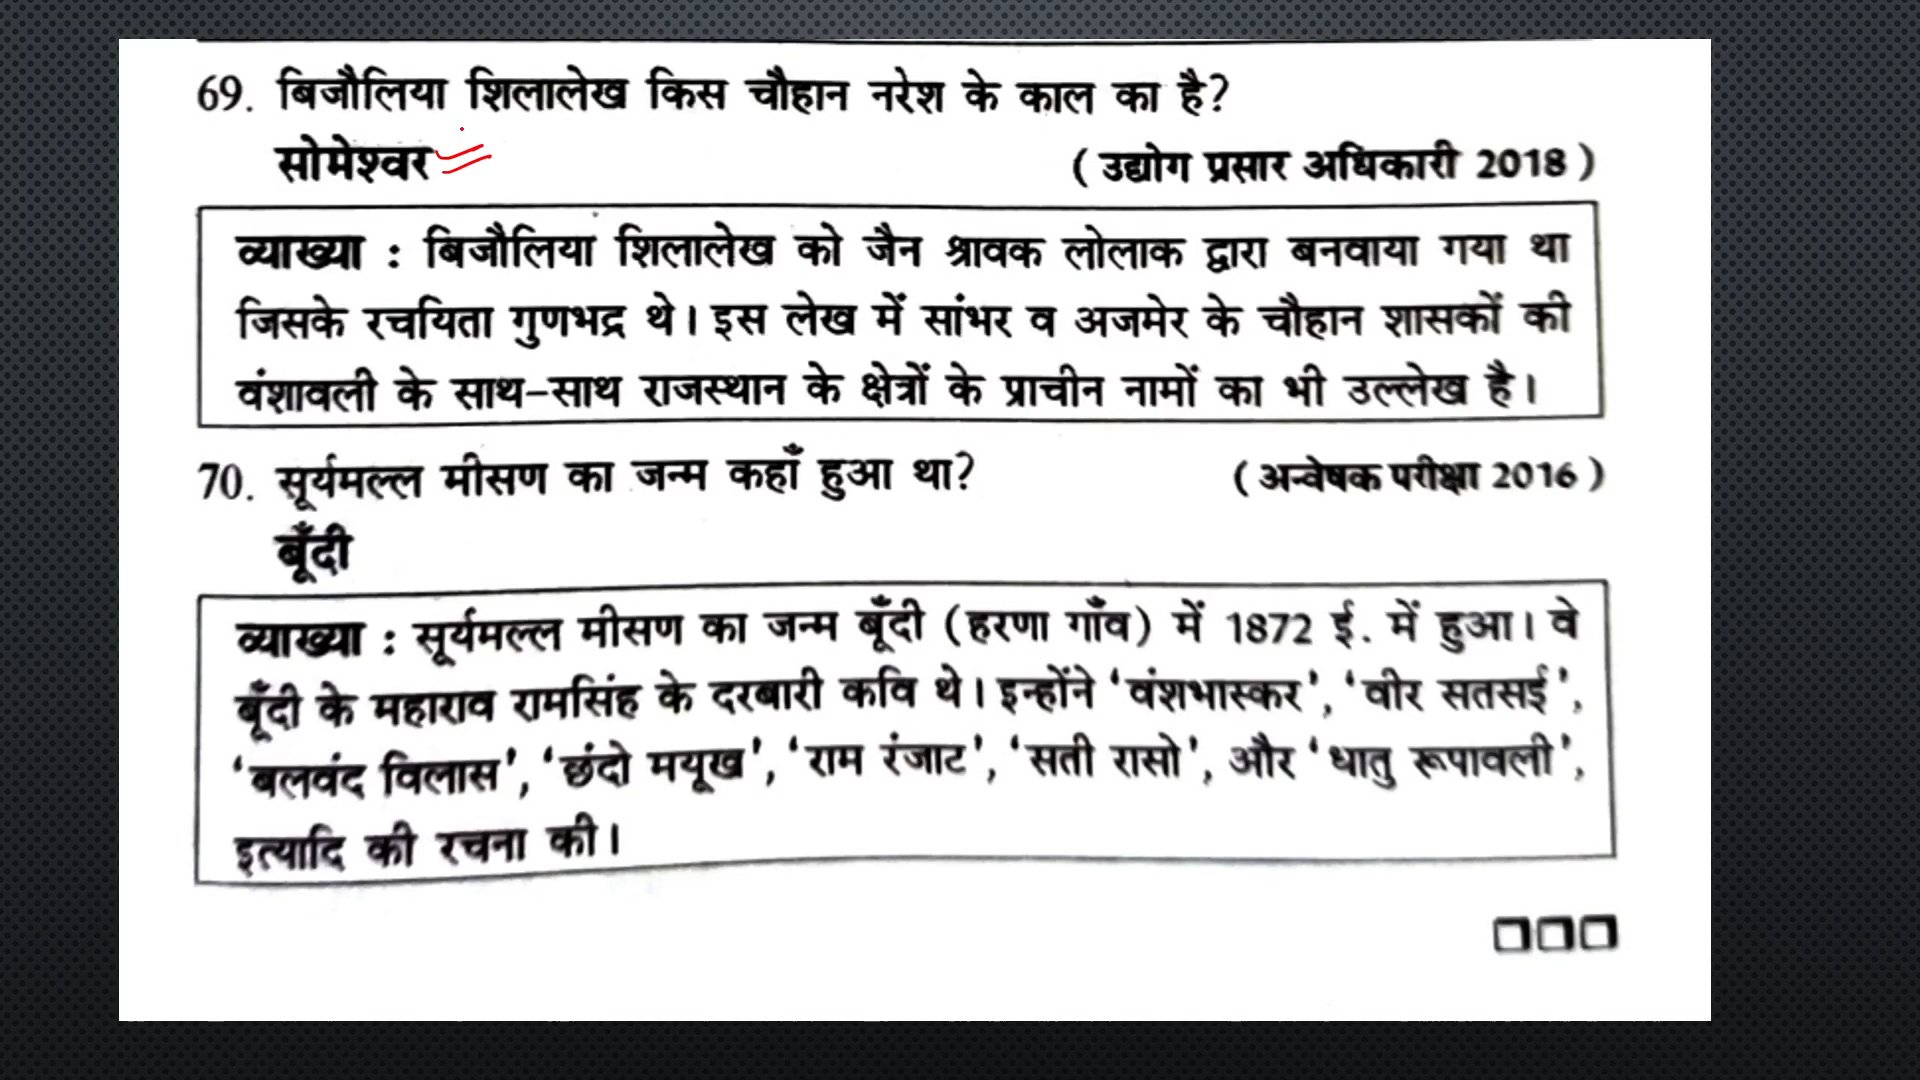 69. बिजौलिया शिलालेख किस चौहान नरेश के काल का है?
सोमेश्वर ( उद्योग प्रसार अधिकारी 2018 )
व्याख्या : बिजौलिया शिलालेख को जैन श्रावक लोलाक द्वारा बनवाया गया था
जिसके रचयिता गुणभद्र थे। इस लेख में सांभर व अजमेर के चौहान शासकों की
वंशावली के साथ-साथ राजस्थान के क्षेत्रों के प्राचीन नामों का भी उल्लेख है।
70. सूर्यमल्ल मीसण का जन्म कहाँ हुआ था? ( अन्वेषक परीक्षा 2016 )
बूँदी
व्याख्या : सूर्यमल्ल मीसण का जन्म बूँदी (हरणा गाँव) में 1872 ई. में हुआ। वे
बूँदी के महाराव रामसिंह के दरबारी कवि थे। इन्होंने 'वंशभास्कर', 'वीर सतसई',
'बलवंद विलास', 'छंदो मयूख', 'राम रंजाट', 'सती रासो', और 'धातु रूपावली',
इत्यादि की रचना की।